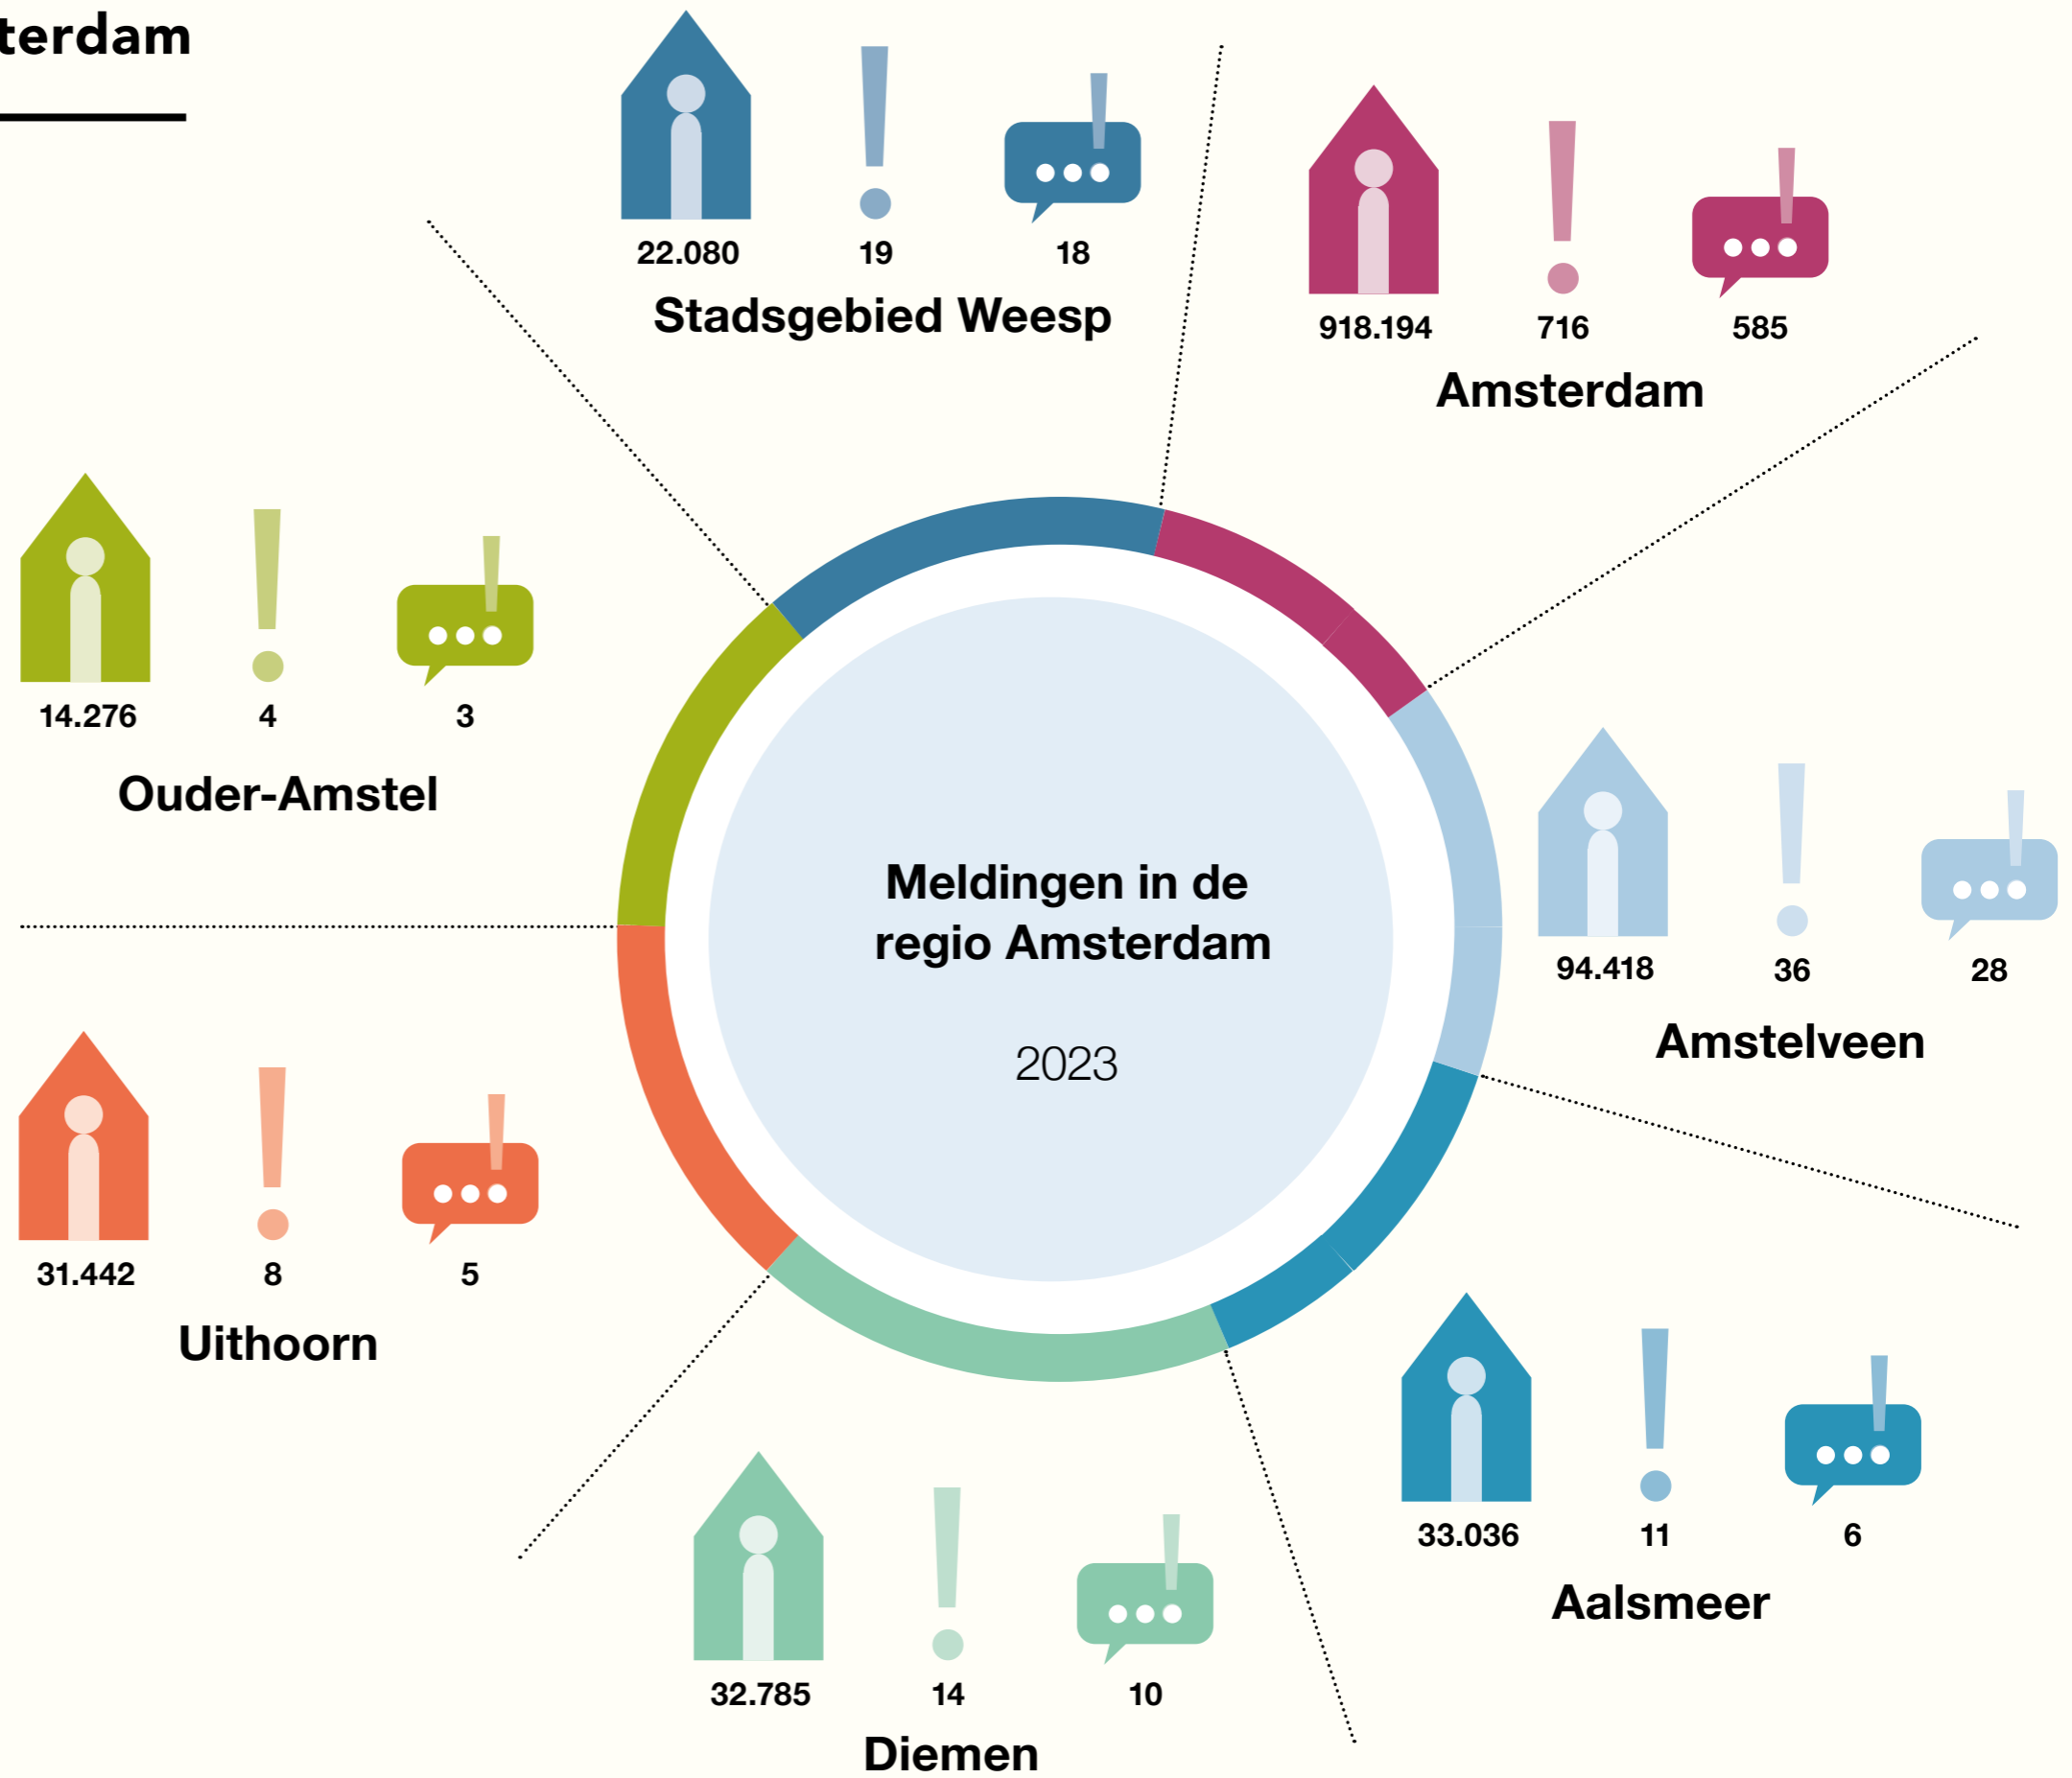 terdam
22.080 19 18
Stadsgebied Weesp
918.194 716 585
Amsterdam
14.276 4 3
Ouder-Amstel
Meldingen in de
regio Amsterdam
2023
94.418 36 28
Amstelveen
31.442 8 5
Uithoorn
33.036 11 6
Aalsmeer
32.785 14 10
Diemen